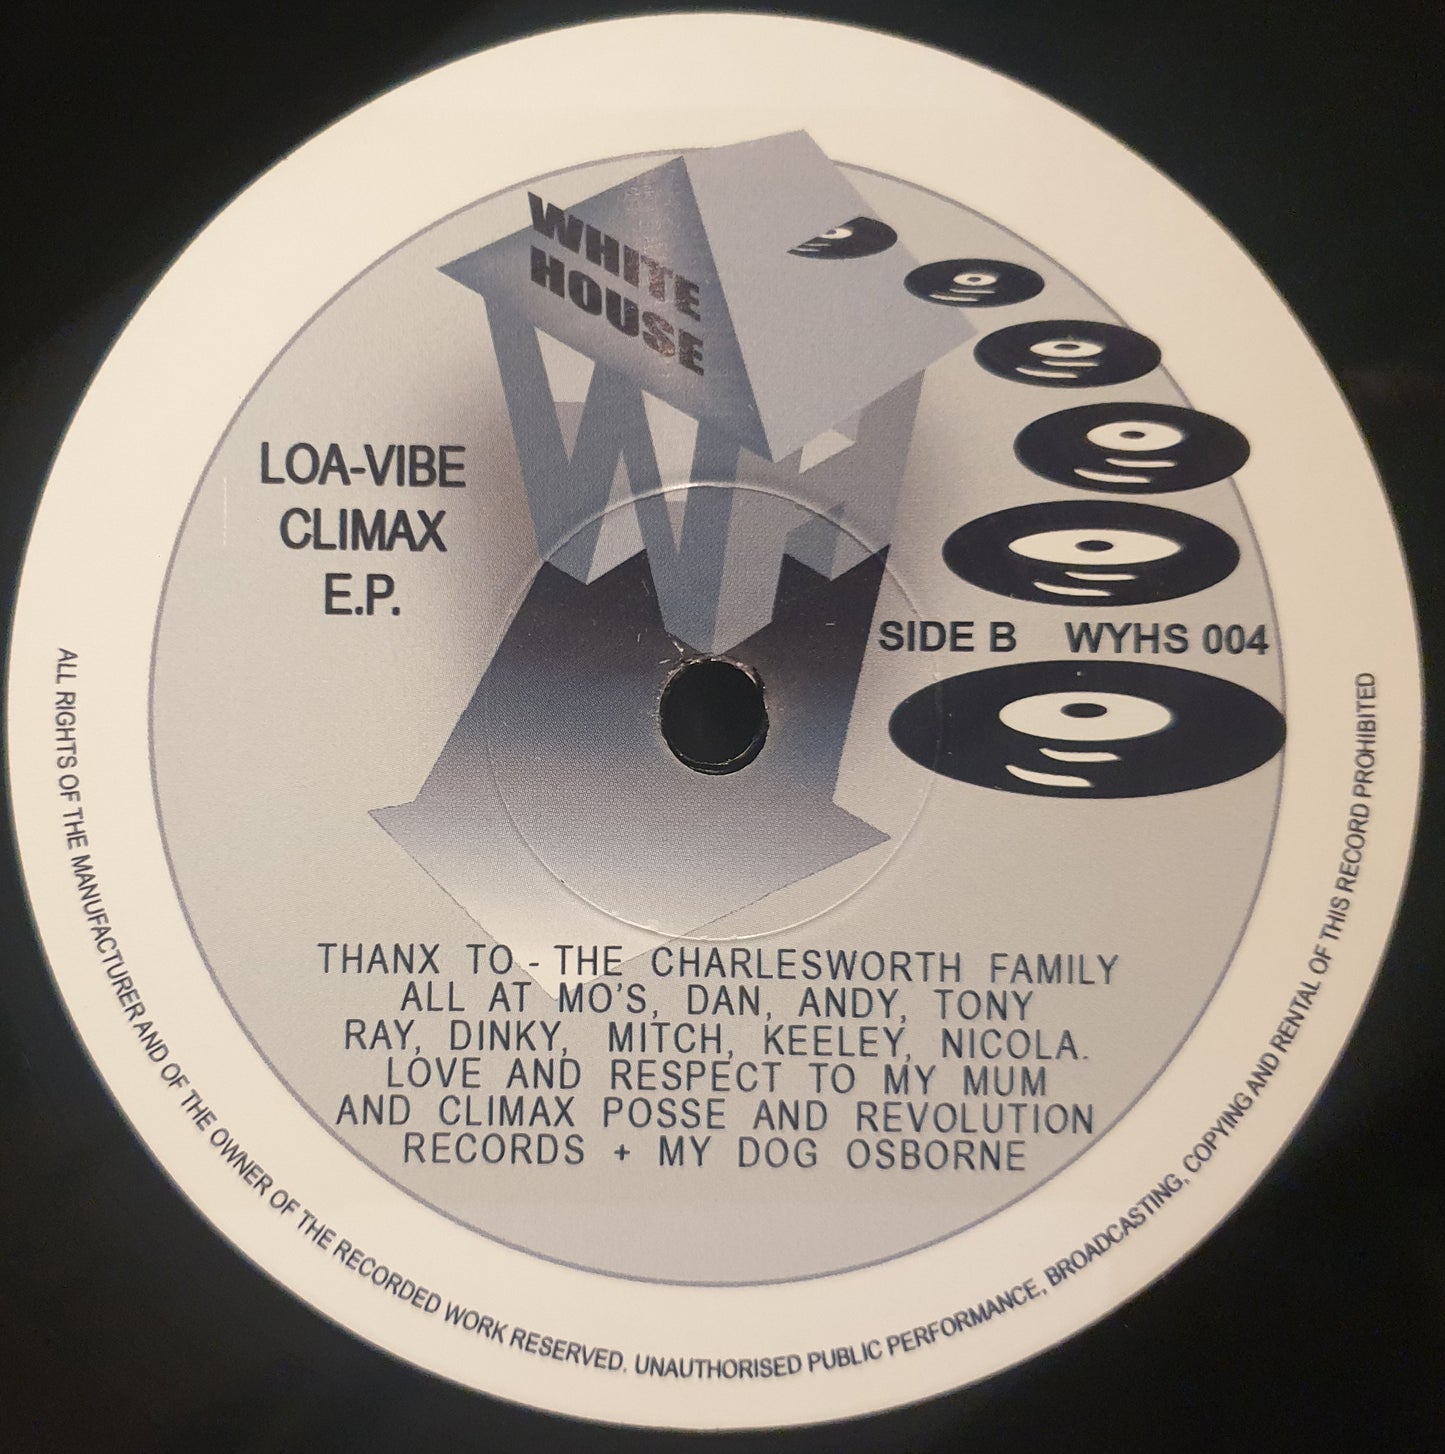 WHITE
HOUSE
LOA-VIBE
CLIMAX
E.P.
SIDE B WYHS 004
THANX TO - THE CHARLESWORTH FAMILY
ALL AT MO'S, DAN, ANDY, TONY
RAY, DINKY, MITCH, KEELEY, NICOLA.
LOVE AND RESPECT TO MY MUM
AND CLIMAX POSSE AND REVOLUTION
RECORDS + MY DOG OSBORNE
ALL RIGHTS OF THE MANUFACTURER AND OF THE OWNER OF THE RECORDED WORK RESERVED. UNAUTHORISED PUBLIC PERFORMANCE, BROADCASTING, COPYING AND RENTAL OF THIS RECORD PROHIBITED